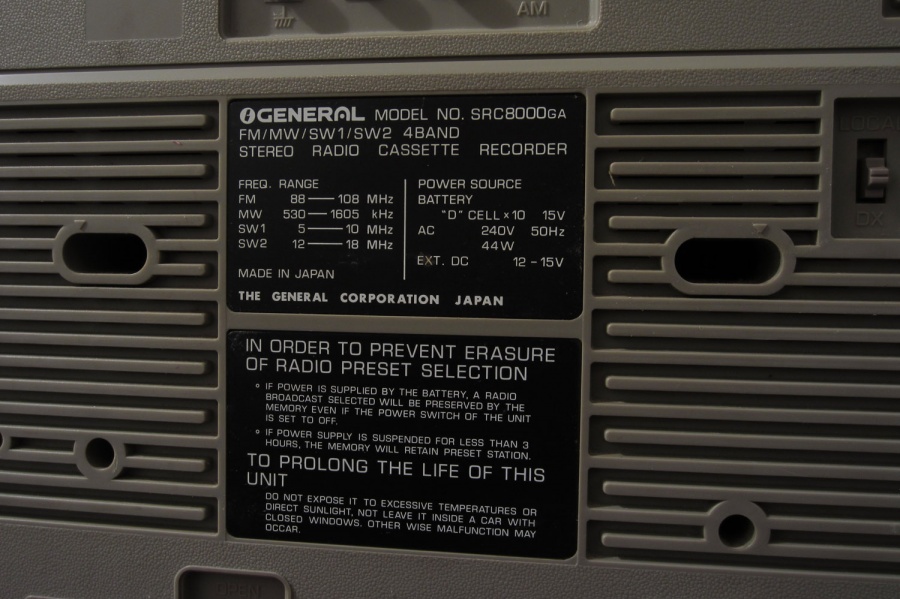 AM
GENERAL MODEL NO. SRC8000GA
FM/MW/SW1/SW2 4BAND
STEREO RADIO CASSETTE RECORDER
FREQ. RANGE
FM 88 — 108 MHz
MW 530 — 1605 kHz
SW1 5 — 10 MHz
SW2 12 — 18 MHz
MADE IN JAPAN
POWER SOURCE
BATTERY
"D" CELL x 10 15V
AC 240V 50Hz
44W
EXT. DC 12 - 15V
THE GENERAL CORPORATION JAPAN
DX
IN ORDER TO PREVENT ERASURE
OF RADIO PRESET SELECTION
° IF POWER IS SUPPLIED BY THE BATTERY, A RADIO
BROADCAST SELECTED WILL BE PRESERVED BY THE
MEMORY EVEN IF THE POWER SWITCH OF THE UNIT
IS SET TO OFF.
° IF POWER SUPPLY IS SUSPENDED FOR LESS THAN 3
HOURS, THE MEMORY WILL RETAIN PRESET STATION.
TO PROLONG THE LIFE OF THIS
UNIT
DO NOT EXPOSE IT TO EXCESSIVE TEMPERATURES OR
DIRECT SUNLIGHT, NOT LEAVE IT INSIDE A CAR WITH
CLOSED WINDOWS. OTHER WISE MALFUNCTION MAY
OCCAR.